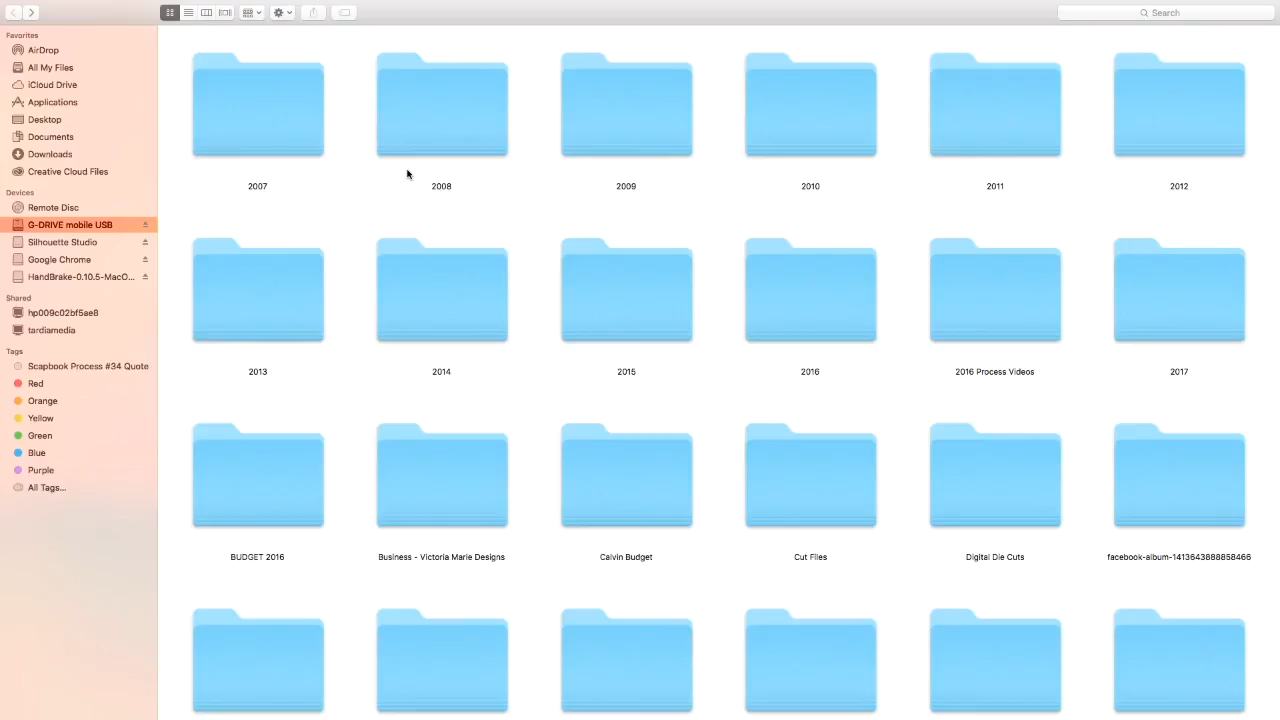 Search
Favorites
AirDrop
All My Files
iCloud Drive
Applications
Desktop
Documents
Downloads
Creative Cloud Files
Devices
Remote Disc
G-DRIVE mobile USB
Silhouette Studio
Google Chrome
HandBrake-0.10.5-MacO...
Shared
hp009c02bf5ae8
tardiamedia
Tags
Scapbook Process #34 Quote
Red
Orange
Yellow
Green
Blue
Purple
All Tags...
2007 2008 2009 2010 2011 2012
2013 2014 2015 2016 2016 Process Videos 2017
BUDGET 2016 Business - Victoria Marie Designs Calvin Budget Cut Files Digital Die Cuts facebook-album-1413643888858466